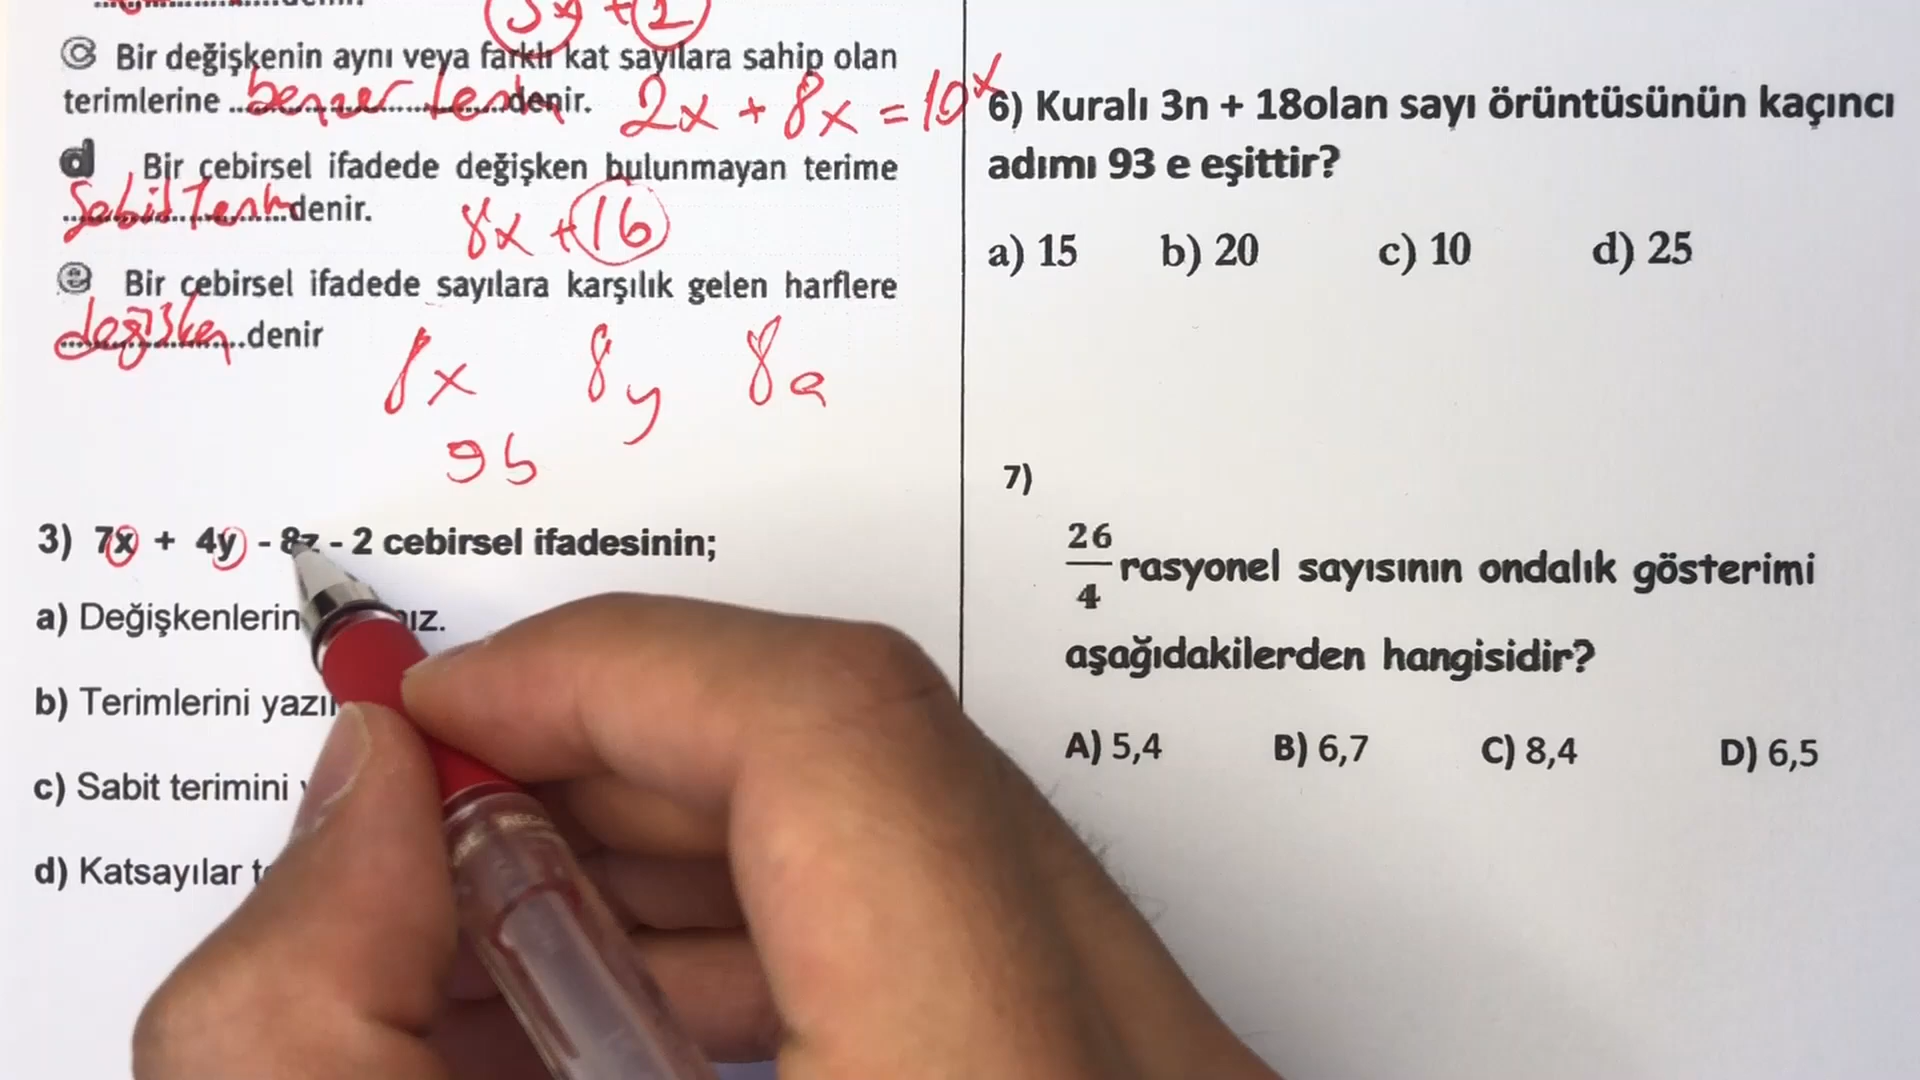 3x + 2
c Bir değişkenin aynı veya farklı kat sayılara sahip olan
terimlerine ... benzer terim denir. 2x + 8x = 10x
d Bir cebirsel ifadede değişken bulunmayan terime
Sabit Terim denir. 8x + 16
e Bir cebirsel ifadede sayılara karşılık gelen harflere
değişken denir
8x 8y 8a
9b
3) 7x + 4y - 8z - 2 cebirsel ifadesinin;
a) Değişkenlerin
b) Terimlerini
c) Sabit terimini
d) Katsayılar
6) Kuralı 3n + 18olan sayı örüntüsünün kaçıncı
adımı 93 e eşittir?
a) 15 b) 20 c) 10 d) 25
7)
26
4
rasyonel sayısının ondalık gösterimi
aşağıdakilerden hangisidir?
A) 5,4 B) 6,7 C) 8,4 D) 6,5